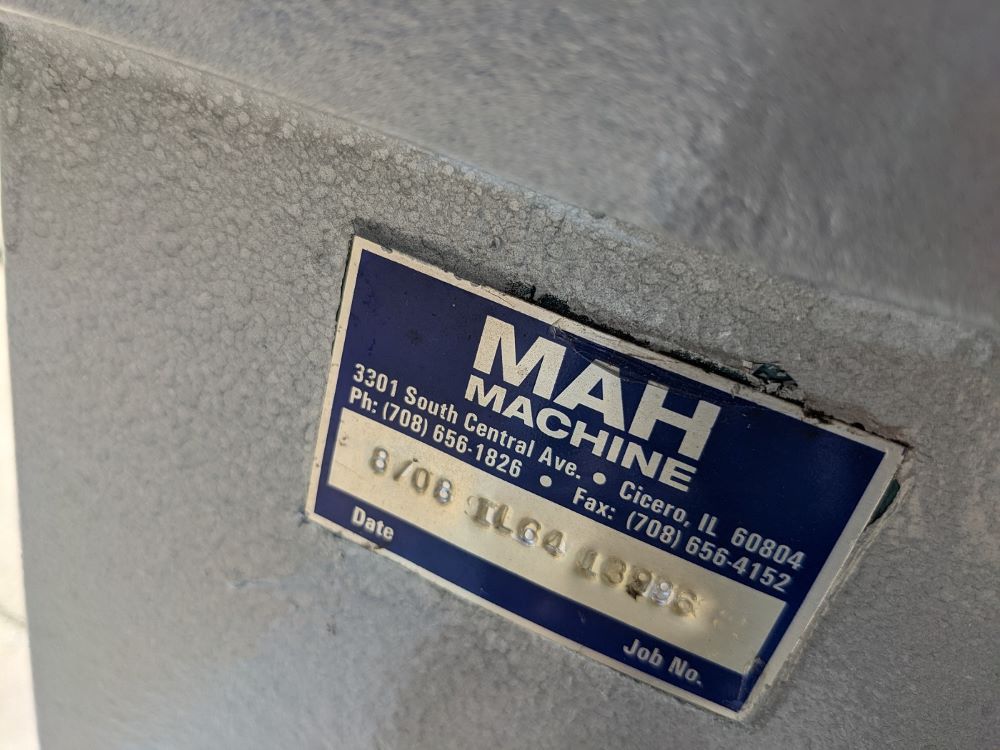 MAH
MACHINE
3301 South Central Ave. • Cicero, IL 60804
Ph: (708) 656-1826 • Fax: (708) 656-4152
8/08 IL64
Date Job No.